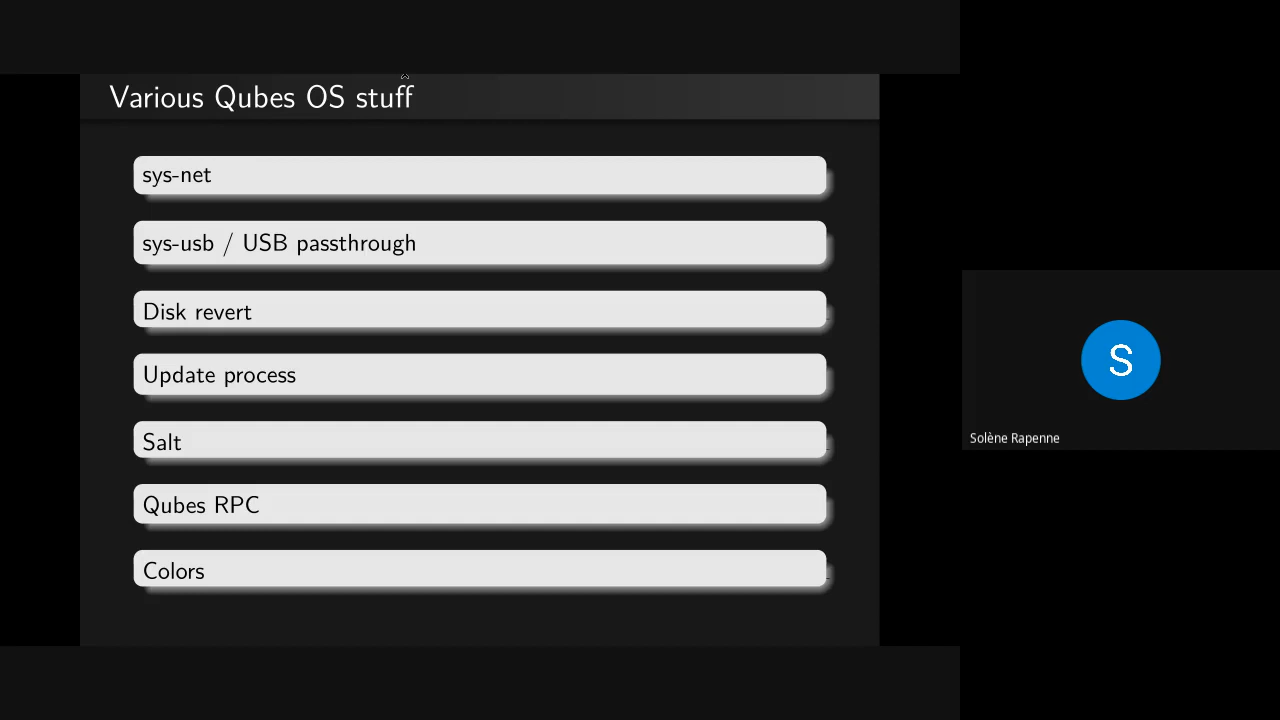 Various Qubes OS stuff
sys-net
sys-usb / USB passthrough
Disk revert
Update process
Salt
Qubes RPC
Colors
S
Solène Rapenne